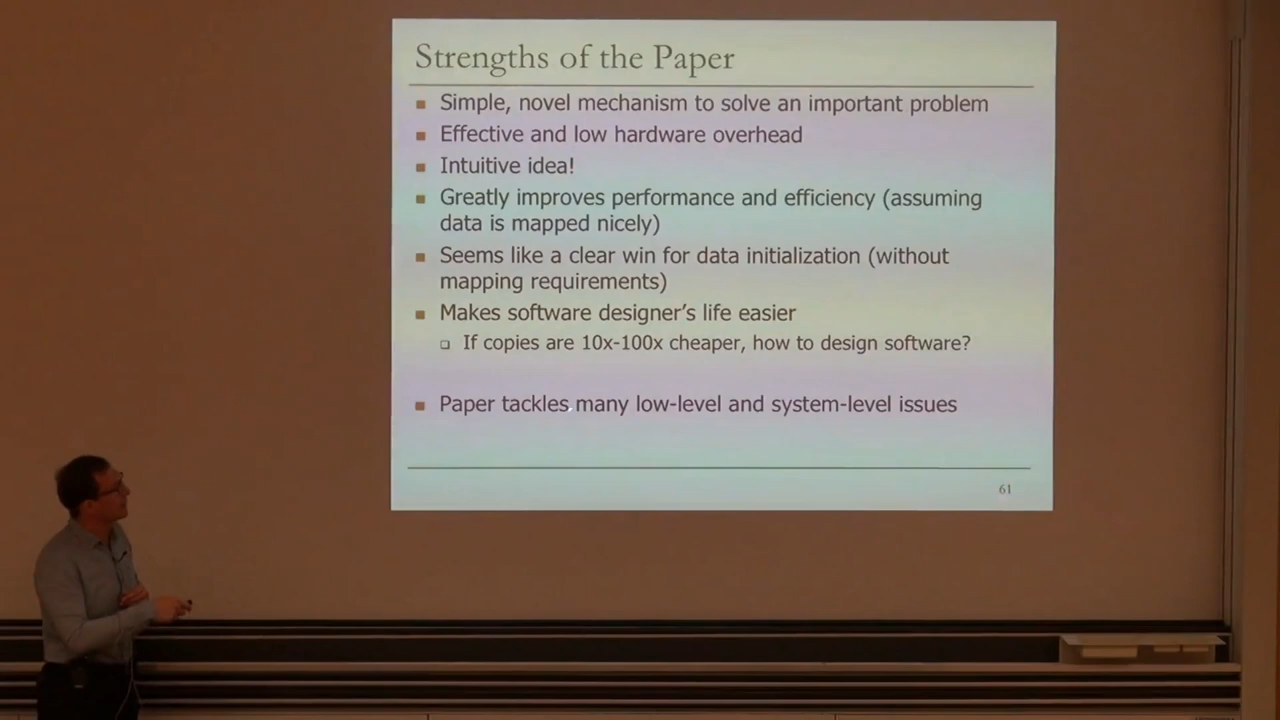 Strengths of the Paper
Simple, novel mechanism to solve an important problem
Effective and low hardware overhead
Intuitive idea!
Greatly improves performance and efficiency (assuming
data is mapped nicely)
Seems like a clear win for data initialization (without
mapping requirements)
Makes software designer's life easier
If copies are 10x-100x cheaper, how to design software?
Paper tackles many low-level and system-level issues
61